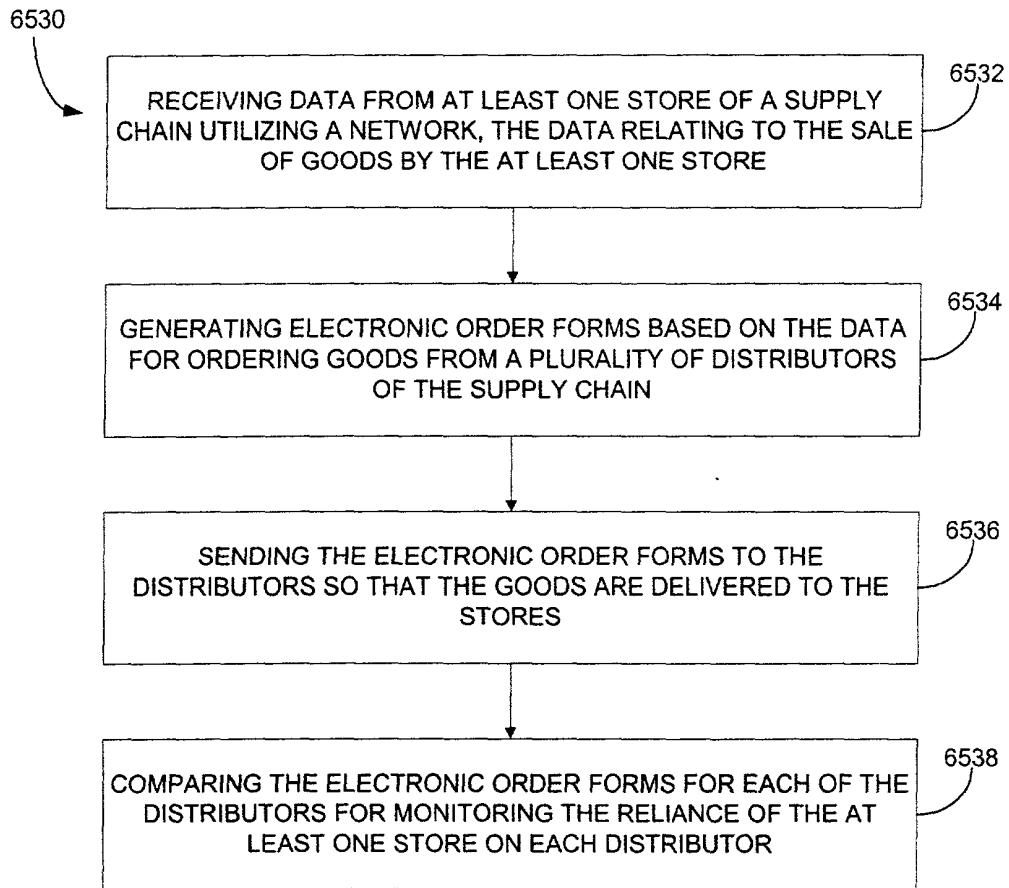 6530
6532
RECEIVING DATA FROM AT LEAST ONE STORE OF A SUPPLY
CHAIN UTILIZING A NETWORK, THE DATA RELATING TO THE SALE
OF GOODS BY THE AT LEAST ONE STORE
6534
GENERATING ELECTRONIC ORDER FORMS BASED ON THE DATA
FOR ORDERING GOODS FROM A PLURALITY OF DISTRIBUTORS
OF THE SUPPLY CHAIN
6536
SENDING THE ELECTRONIC ORDER FORMS TO THE
DISTRIBUTORS SO THAT THE GOODS ARE DELIVERED TO THE
STORES
6538
COMPARING THE ELECTRONIC ORDER FORMS FOR EACH OF THE
DISTRIBUTORS FOR MONITORING THE RELIANCE OF THE AT
LEAST ONE STORE ON EACH DISTRIBUTOR